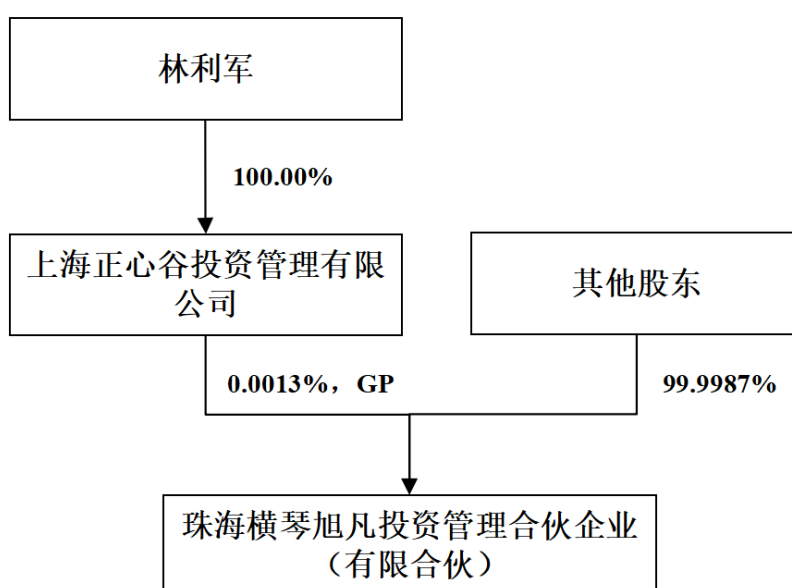 林利军
100.00%
上海正心谷投资管理有限
公司
其他股东
0.0013%，GP
99.9987%
珠海横琴旭凡投资管理合伙企业
（有限合伙）